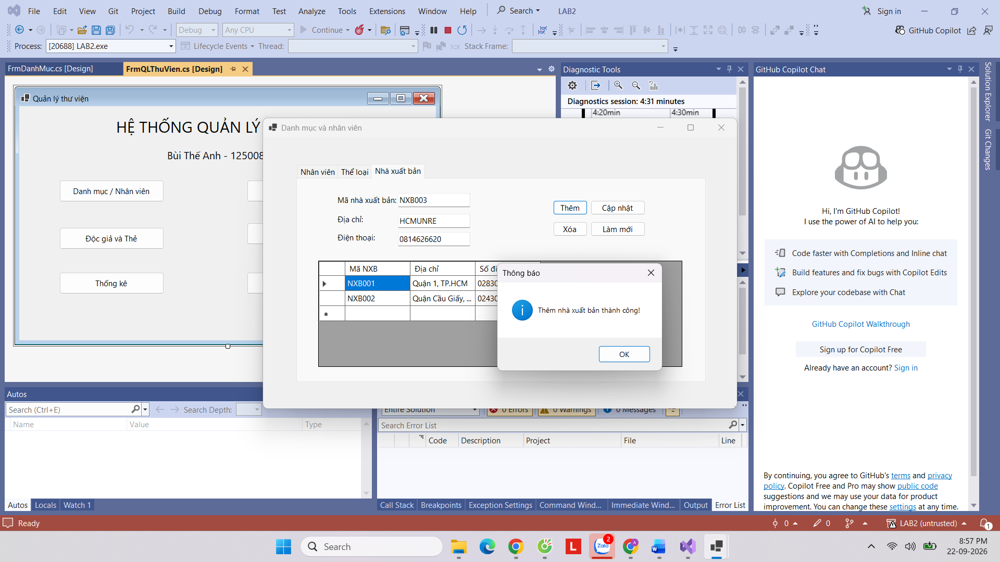 File Edit View Git Project Build Debug Format Test Analyze Tools Extensions Window Help Search LAB2 Sign in
Debug Any CPU Continue GitHub Copilot
Process: [20688] LAB2.exe Lifecycle Events Thread: Stack Frame:
FrmDanhMuc.cs [Design] FrmQLThuVien.cs [Design]
Quản lý thư viện
HỆ THỐNG QUẢN LÝ
Bùi Thế Anh - 125008
Danh mục / Nhân viên
Độc giả và Thẻ
Thống kê
Danh mục và nhân viên
Nhân viên Thể loại Nhà xuất bản
Mã nhà xuất bản: NXB003
Địa chỉ: HCMUNRE
Điện thoại: 0814626620
Thêm Cập nhật
Xóa Làm mới
Mã NXB Địa chỉ Số đi
NXB001 Quận 1, TP.HCM 02830
NXB002 Quận Cầu Giấy, ... 02430
Thông báo
Thêm nhà xuất bản thành công!
OK
Diagnostic Tools
Diagnostics session: 4:31 minutes
4:20min 4:30min
GitHub Copilot Chat
Hi, I'm GitHub Copilot!
I use the power of AI to help you:
Code faster with Completions and Inline chat
Build features and fix bugs with Copilot Edits
Explore your codebase with Chat
GitHub Copilot Walkthrough
Sign up for Copilot Free
Already have an account? Sign in
By continuing, you agree to GitHub's terms and privacy
policy. Copilot Free and Pro may show public code
suggestions and we may use your data for product
improvement. You can change these settings at any time.
Solution Explorer
Git Changes
Autos
Search (Ctrl+E) Search Depth:
Name Value Type
Autos Locals Watch 1
Entire Solution 0 Errors 0 Warnings 0 Messages
Search Error List
Code Description Project File Line
Call Stack Breakpoints Exception Settings Command Wind... Immediate Wind... Output Error List
Ready 0 0 LAB2 (untrusted) 1
Search L Zalo 2 A W
8:57 PM
22-09-2026